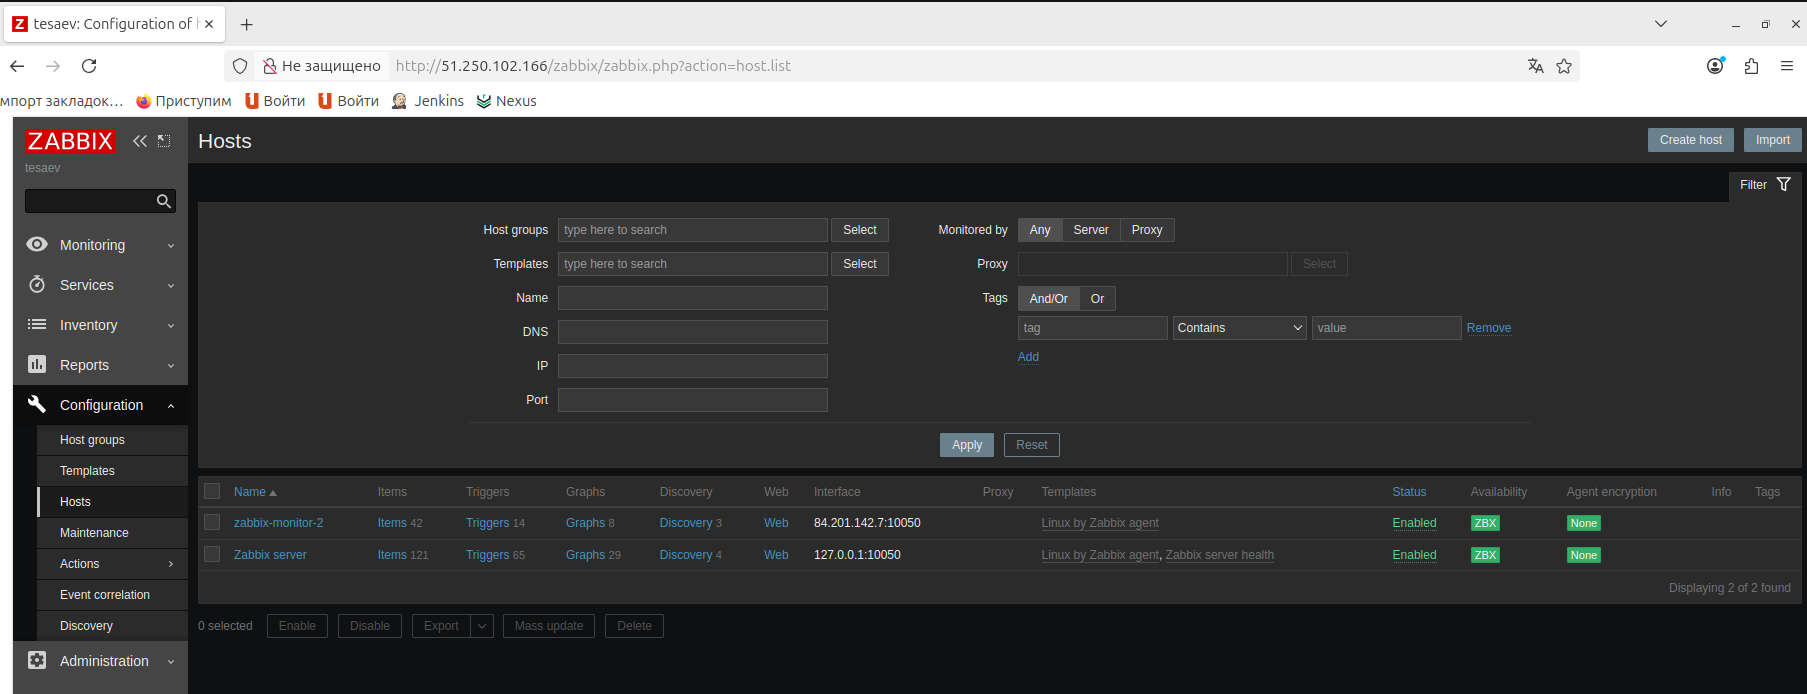 Z tesaev: Configuration of h
Не защищено http://51.250.102.166/zabbix/zabbix.php?action=host.list
мпорт закладок… Приступим Войти Войти Jenkins Nexus
ZABBIX
tesaev
Monitoring
Services
Inventory
Reports
Configuration
Host groups
Templates
Hosts
Maintenance
Actions
Event correlation
Discovery
Administration
Hosts Create host Import
Filter
Host groups type here to search Select
Templates type here to search Select
Name
DNS
IP
Port
Monitored by Any Server Proxy
Proxy Select
Tags And/Or Or
tag Contains value Remove
Add
Apply Reset
Name Items Triggers Graphs Discovery Web Interface Proxy Templates Status Availability Agent encryption Info Tags
zabbix-monitor-2 Items 42 Triggers 14 Graphs 8 Discovery 3 Web 84.201.142.7:10050 Linux by Zabbix agent Enabled ZBX None
Zabbix server Items 121 Triggers 65 Graphs 29 Discovery 4 Web 127.0.0.1:10050 Linux by Zabbix agent, Zabbix server health Enabled ZBX None
Displaying 2 of 2 found
0 selected Enable Disable Export Mass update Delete